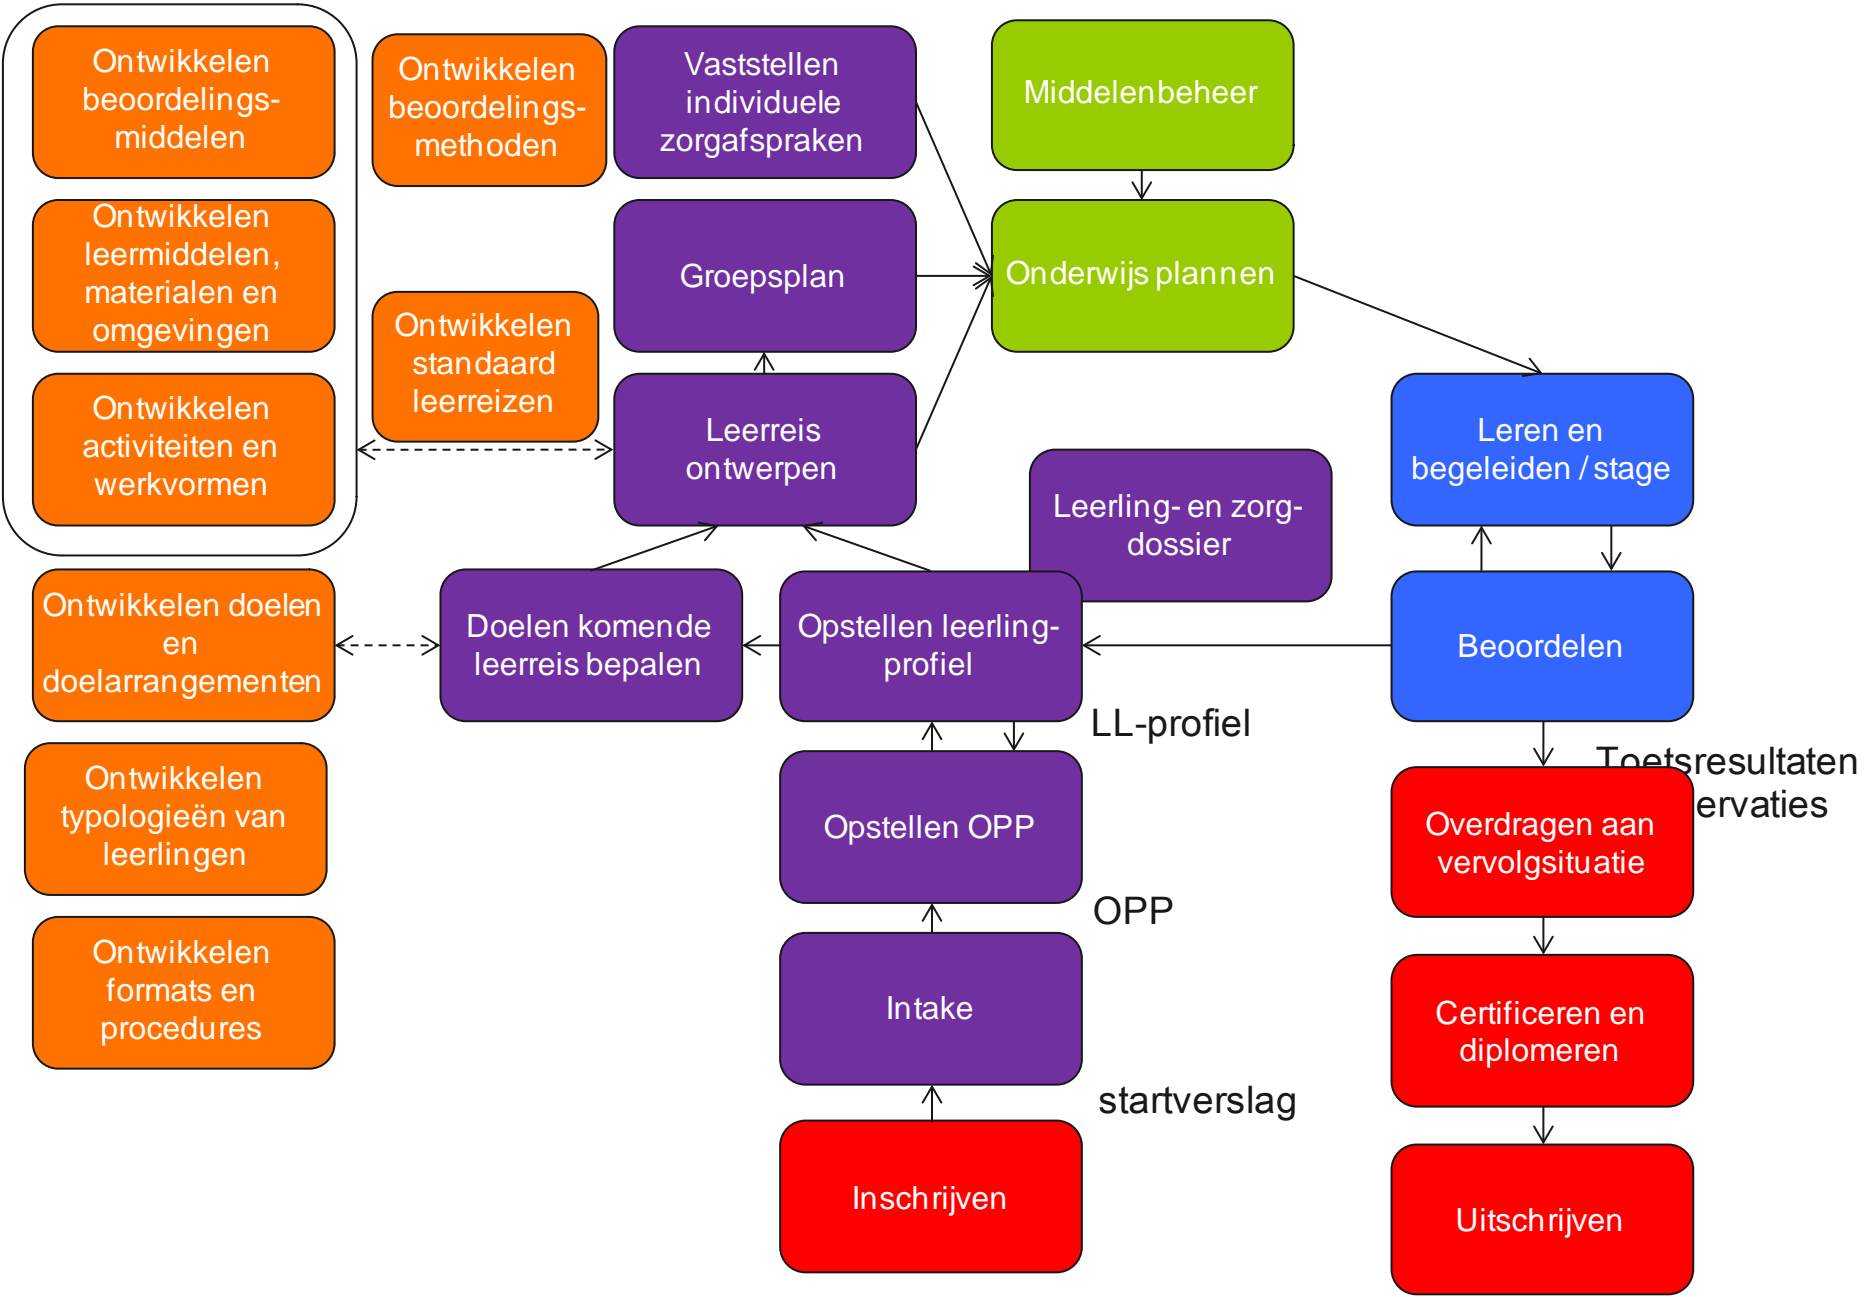 Ontwikkelen
beoordelings-
middelen
Ontwikkelen
beoordelings-
methoden
Vaststellen
individuele
zorgafspraken
Middelenbeheer
Ontwikkelen
leermiddelen,
materialen en
omgevingen
Groepsplan
Onderwijs plannen
Ontwikkelen
standaard
leerreizen
Ontwikkelen
activiteiten en
werkvormen
Leerreis
ontwerpen
Leren en
begeleiden / stage
Leerling- en zorg-
dossier
Ontwikkelen doelen
en
doelarrangementen
Doelen komende
leerreis bepalen
Opstellen leerling-
profiel
Beoordelen
LL-profiel
Toetsresultaten
ervaties
Ontwikkelen
typologieën van
leerlingen
Opstellen OPP
Overdragen aan
vervolgsituatie
OPP
Ontwikkelen
formats en
procedures
Intake
Certificeren en
diplomeren
startverslag
Inschrijven
Uitschrijven